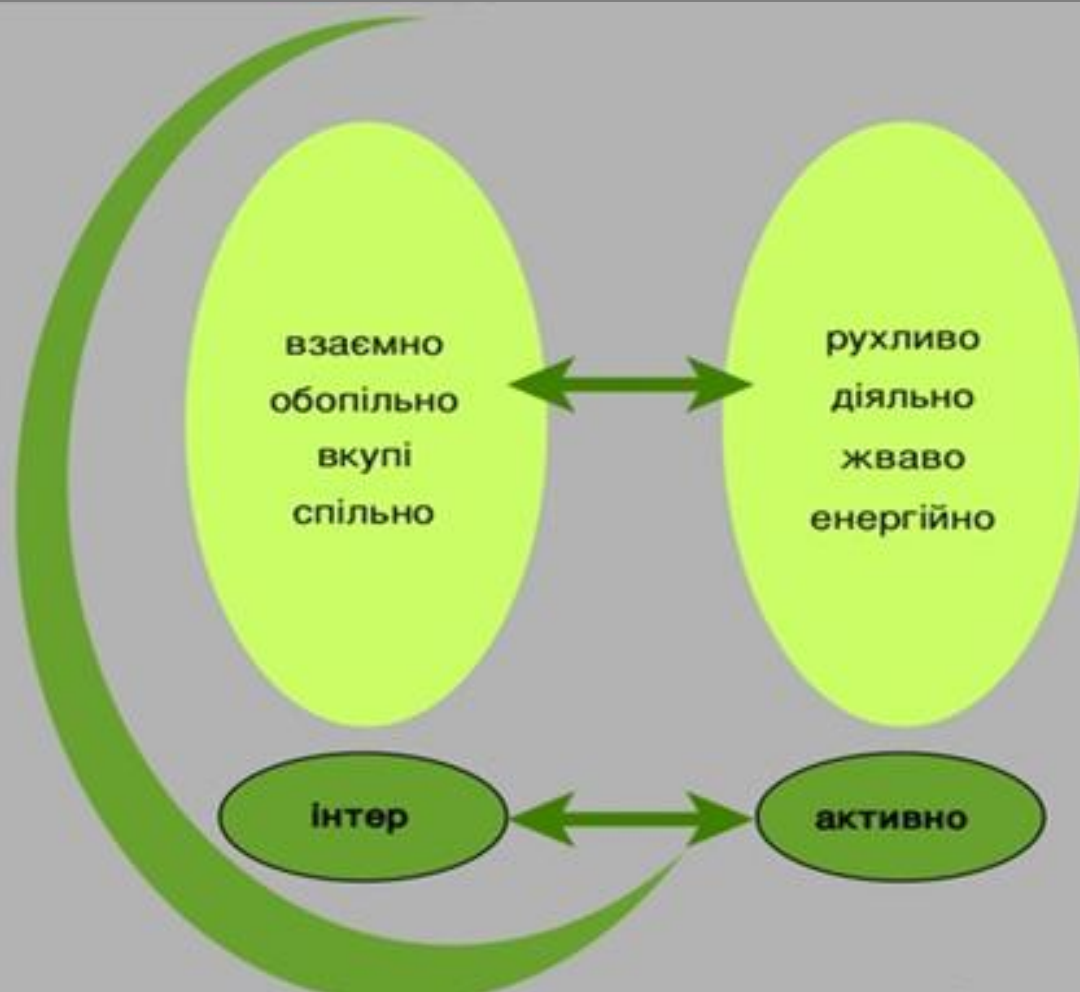 взаємно
обопільно
вкупі
спільно
рухливо
діяльно
жваво
енергійно
інтер
активно